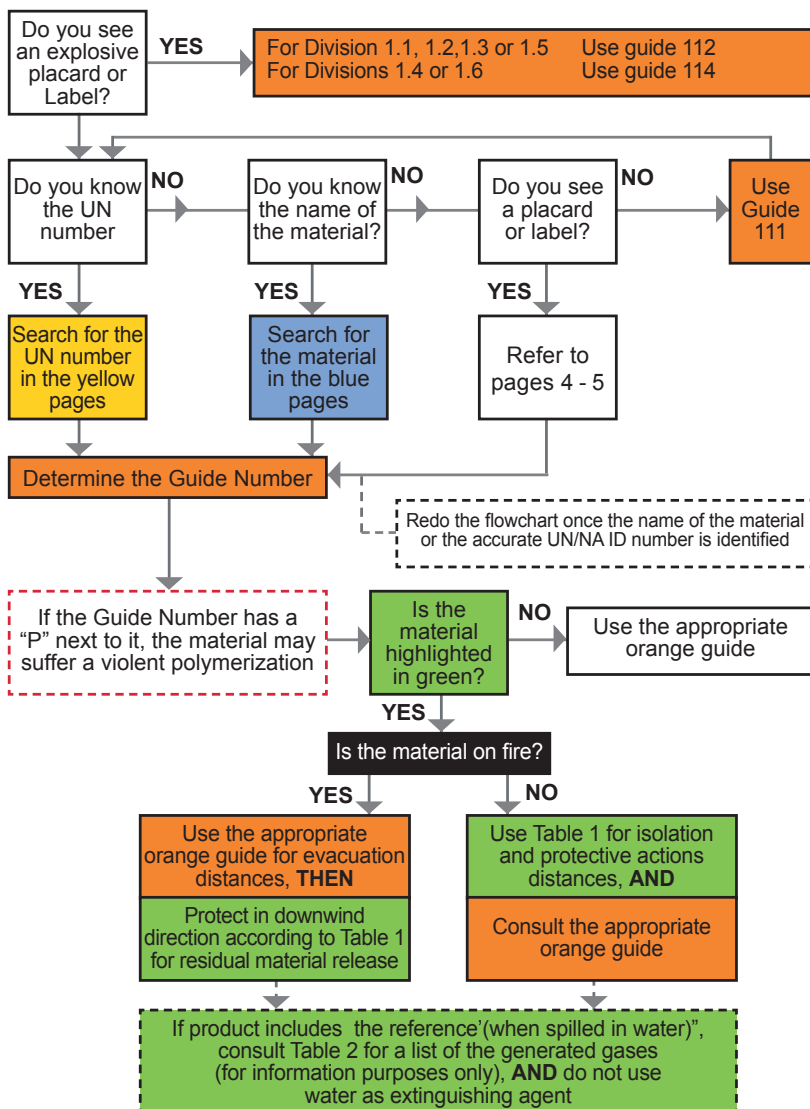 Do you see
an explosive
placard or
Label?
YES
For Division 1.1, 1.2,1.3 or 1.5 Use guide 112
For Divisions 1.4 or 1.6 Use guide 114
Do you know
the UN
number
NO
Do you know
the name of
the material?
NO
Do you see
a placard
or label?
NO
Use
Guide
111
YES
YES
YES
Search for the
UN number
in the yellow
pages
Search for
the material
in the blue
pages
Refer to
pages 4 - 5
Determine the Guide Number
Redo the flowchart once the name of the material
or the accurate UN/NA ID number is identified
If the Guide Number has a
“P” next to it, the material may
suffer a violent polymerization
Is the
material
highlighted
in green?
NO
Use the appropriate
orange guide
YES
Is the material on fire?
YES
NO
Use the appropriate
orange guide for evacuation
distances, THEN
Protect in downwind
direction according to Table 1
for residual material release
Use Table 1 for isolation
and protective actions
distances, AND
Consult the appropriate
orange guide
If product includes the reference’(when spilled in water)”,
consult Table 2 for a list of the generated gases
(for information purposes only), AND do not use
water as extinguishing agent